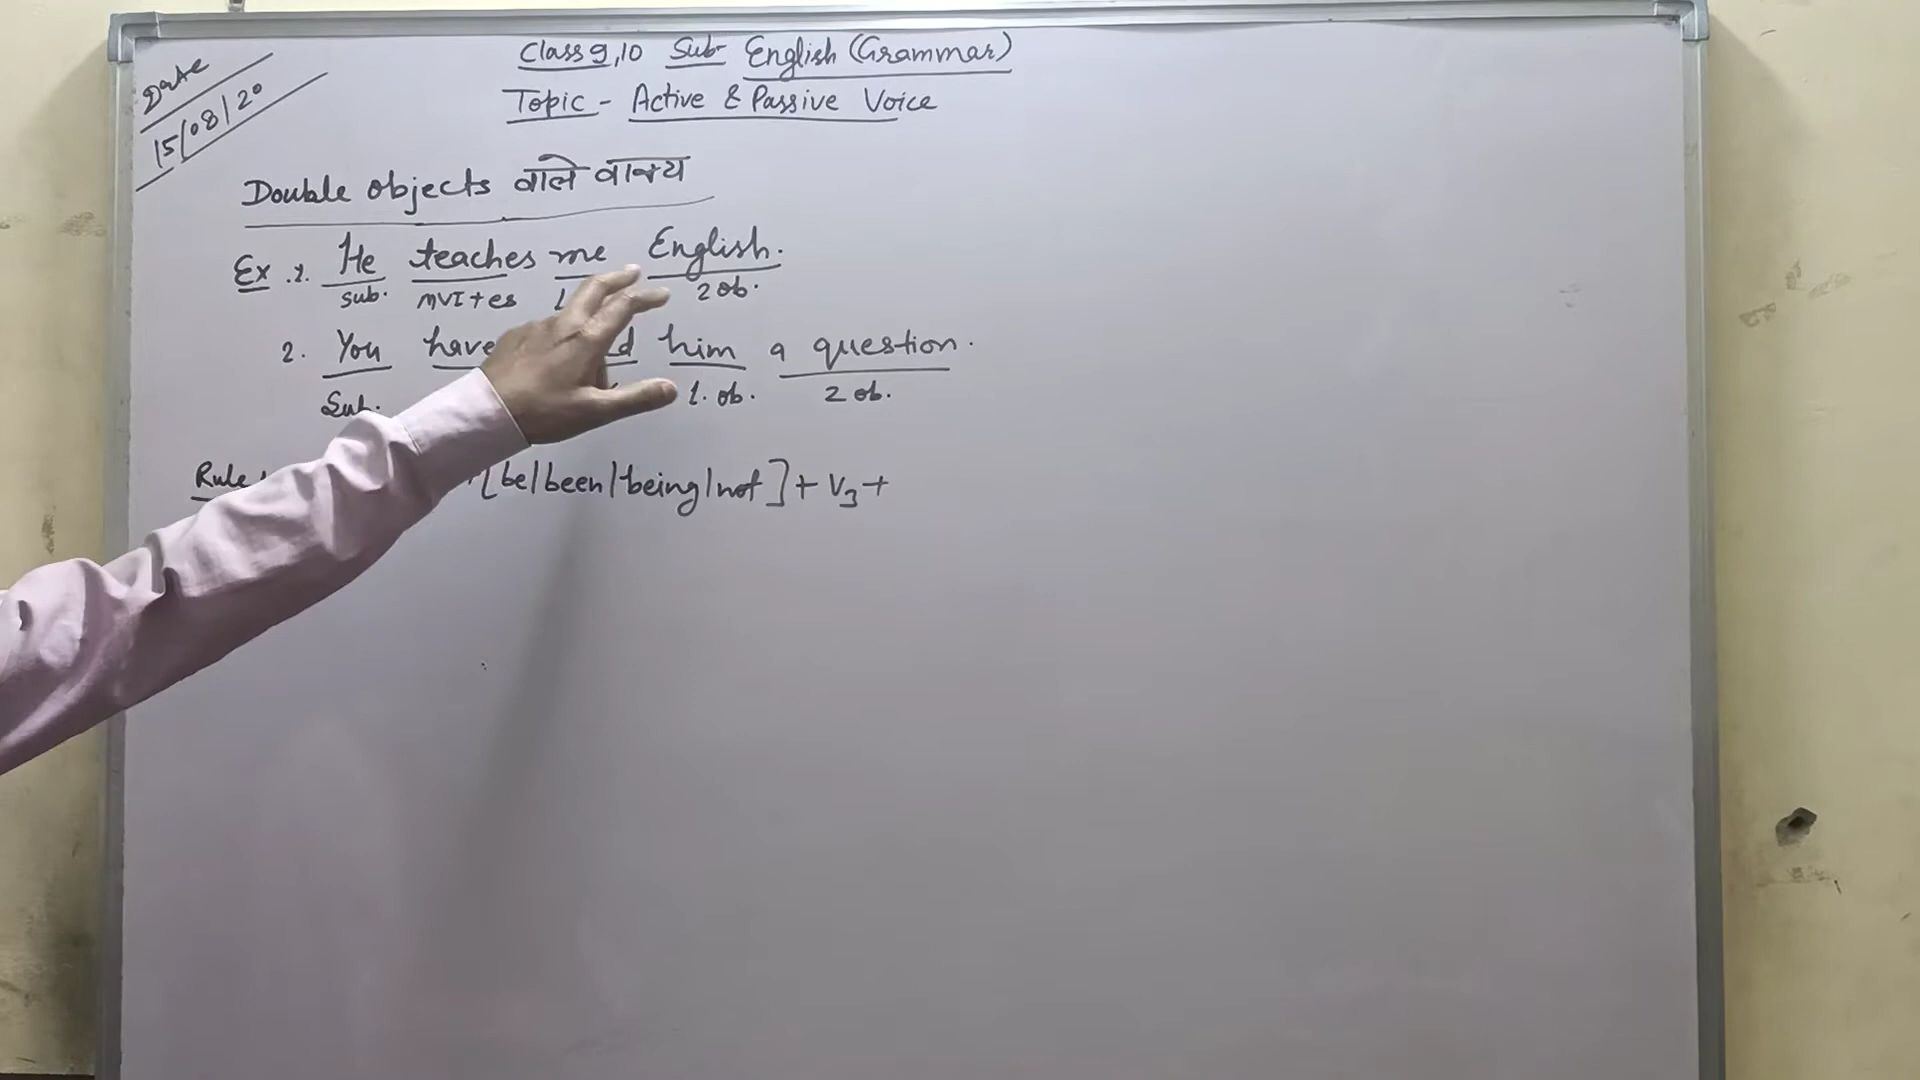 Date
15/08/20
Class 9,10 Sub- English (Grammar)
Topic - Active & Passive Voice
Double objects वाले वाक्य
Ex .1. He teaches me English.
Sub. MVI+es 2 ob.
2. You have him a question.
Sub. 1. ob. 2 ob.
Rule [be/been/being/not] + V3 +